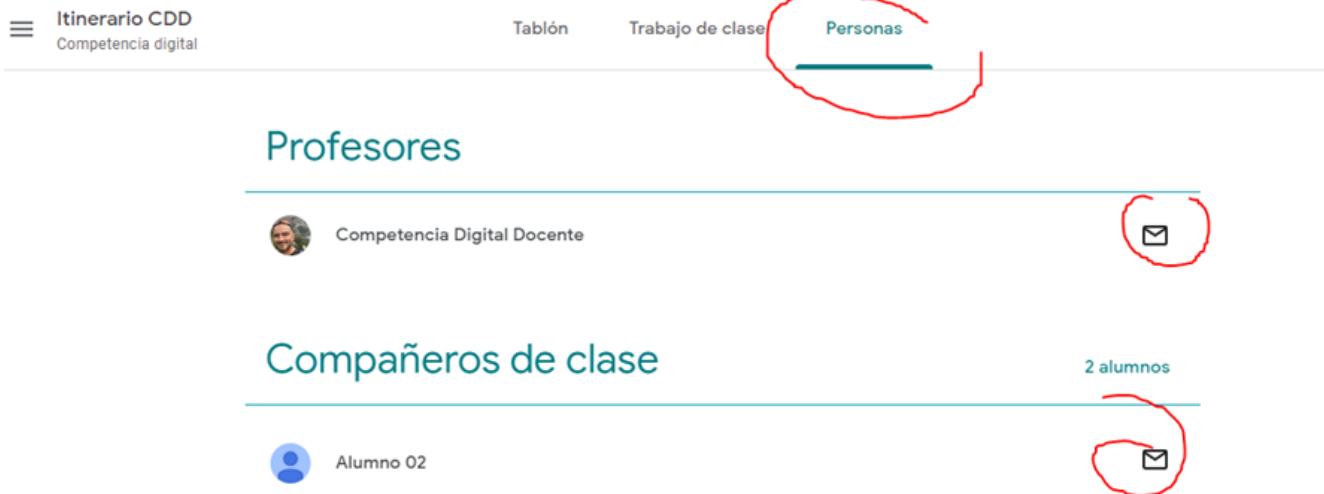 Itinerario CDD
Competencia digital
Tablón Trabajo de clase Personas
Profesores
Competencia Digital Docente
Compañeros de clase 2 alumnos
Alumno 02